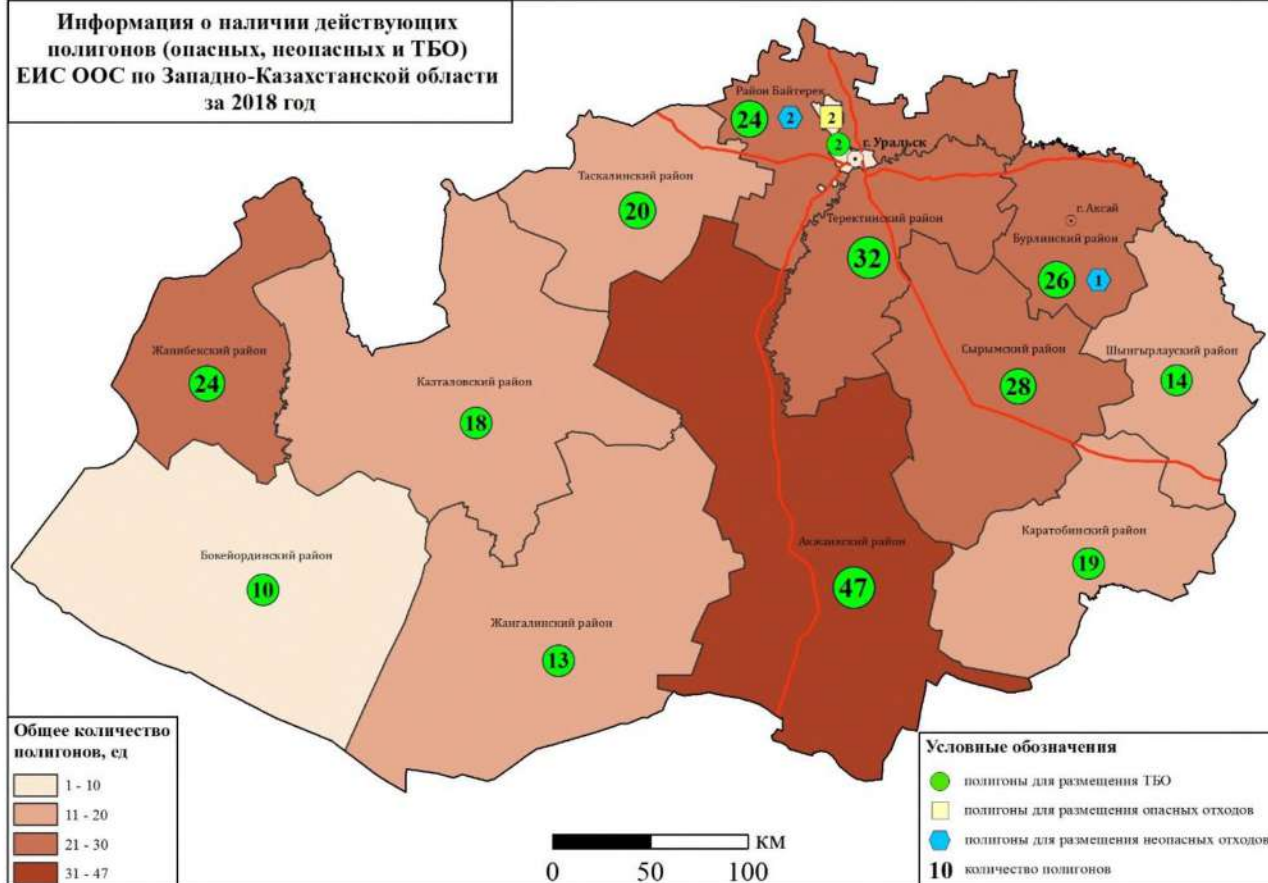 Информация о наличии действующих
полигонов (опасных, неопасных и ТБО)
ЕИС ООС по Западно-Казахстанской области
за 2018 год
Район Байтерек
24
2
2
2
г. Уральск
Таскалинский район
20
Теректинский район
32
г. Аксай
Бурлинский район
26
1
Жанибекский район
24
Казталовский район
18
Сырымский район
28
Шынгырлауский район
14
Бокейординский район
10
Жангалинский район
13
Акжаикский район
47
Каратобинский район
19
Общее количество
полигонов, ед
1 - 10
11 - 20
21 - 30
31 - 47
КМ
0 50 100
Условные обозначения
полигоны для размещения ТБО
полигоны для размещения опасных отходов
полигоны для размещения неопасных отходов
10 количество полигонов